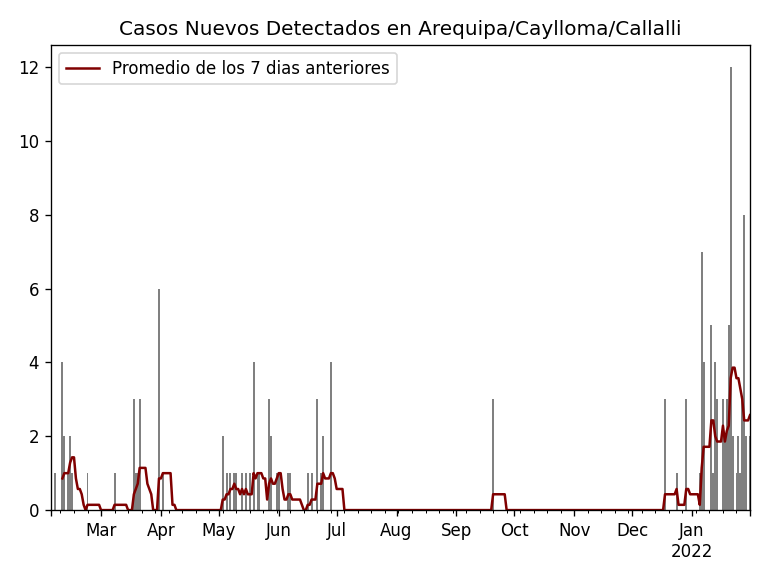 Casos Nuevos Detectados en Arequipa/Caylloma/Callalli
Promedio de los 7 dias anteriores
12
10
8
6
4
2
0
Mar Apr May Jun Jul Aug Sep Oct Nov Dec Jan
2022